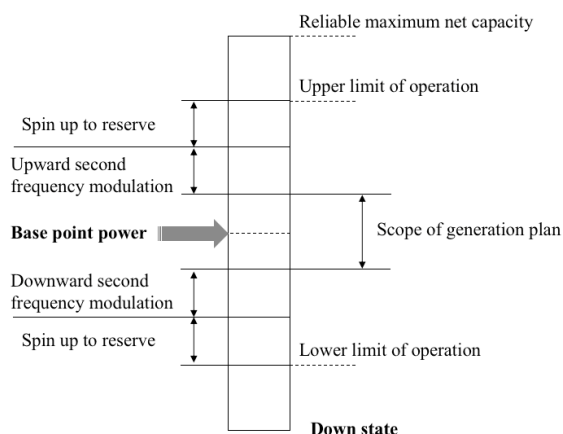 Reliable maximum net capacity
Upper limit of operation
Spin up to reserve
Upward second
frequency modulation
Base point power
Scope of generation plan
Downward second
frequency modulation
Spin up to reserve
Lower limit of operation
Down state